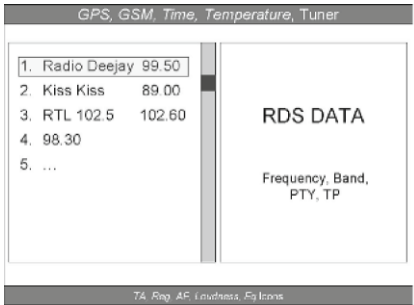 GPS, GSM, Time, Temperature, Tuner
1. Radio Deejay 99.50
2. Kiss Kiss 89.00
3. RTL 102.5 102.60
4. 98.30
5. ...
RDS DATA
Frequency, Band,
PTY, TP
TA, Reg, AF, Loudness, Eq Icons